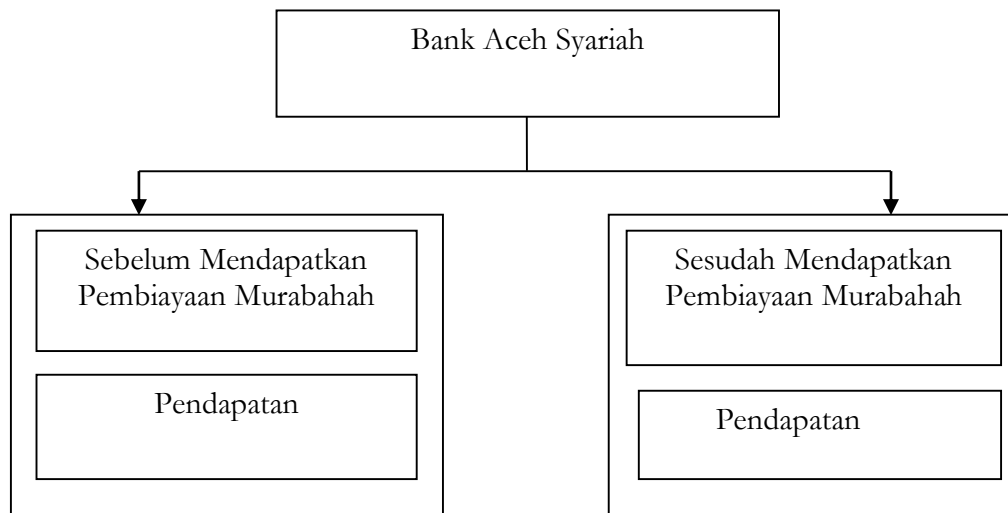 Bank Aceh Syariah
Sebelum Mendapatkan
Pembiayaan Murabahah
Pendapatan
Sesudah Mendapatkan
Pembiayaan Murabahah
Pendapatan